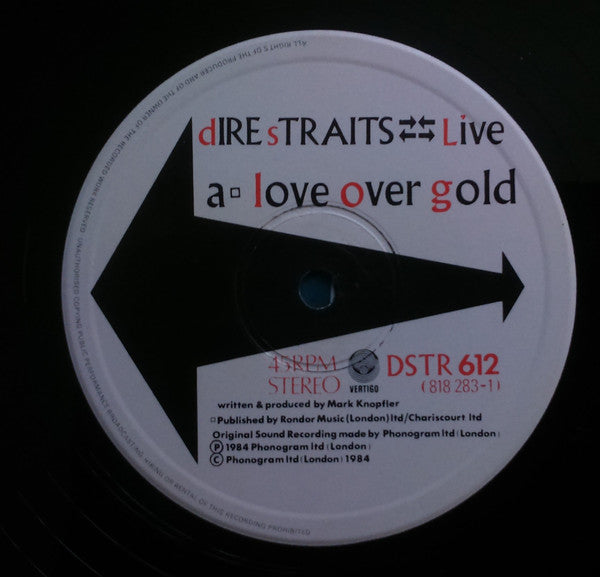 ALL RIGHTS OF THE PRODUCER AND OF THE OWNER OF THE RECORDED WORK RESERVED UNAUTHORISED COPYING PUBLIC PERFORMANCE BROADCASTING HIRING OR RENTAL OF THIS RECORDING PROHIBITED
dIRE sTRAITS Live
a▫ love over gold
45RPM
STEREO
VERTIGO
DSTR 612
(818 283-1)
written & produced by Mark Knopfler
▫Published by Rondor Music (London) ltd/Chariscourt ltd
Original Sound Recording made by Phonogram ltd (London)
Ⓟ 1984 Phonogram ltd (London)
© Phonogram ltd (London) 1984